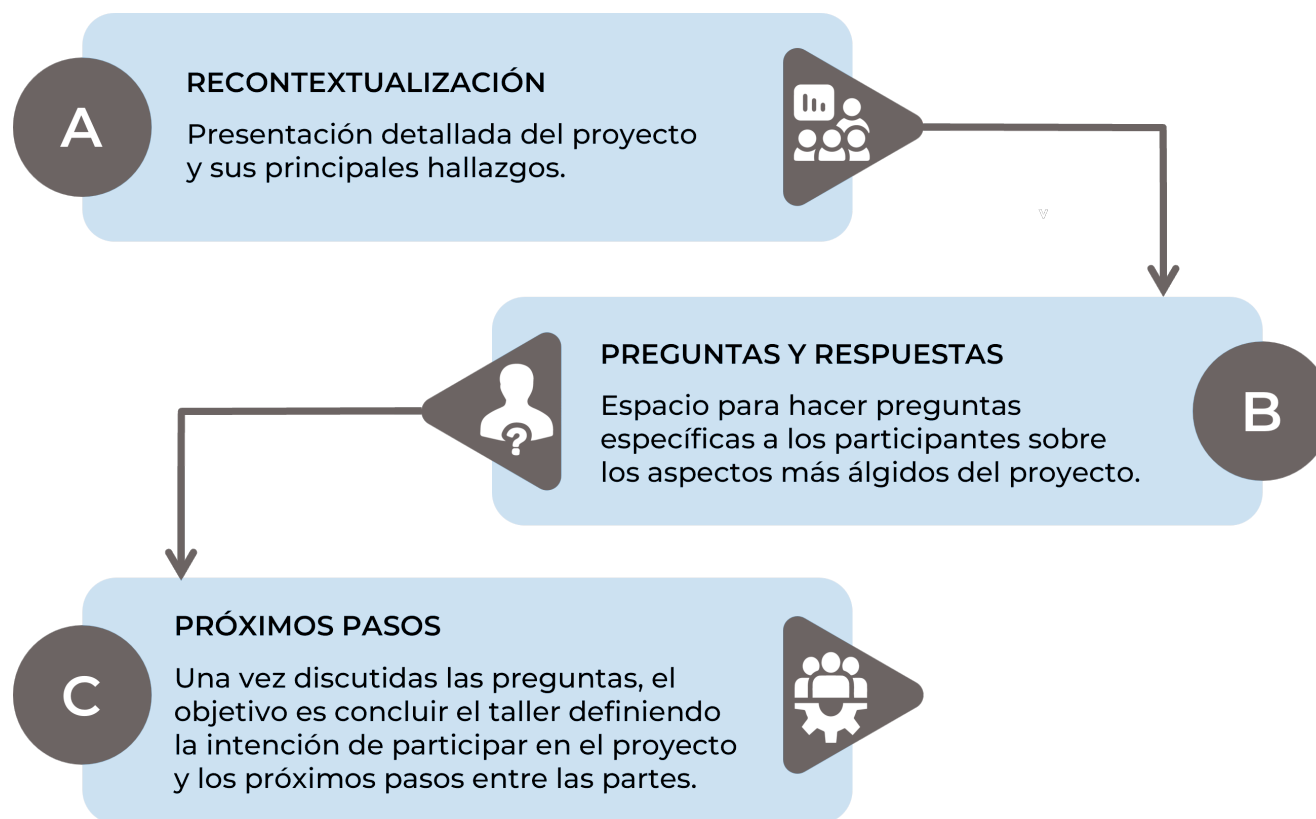 A
RECONTEXTUALIZACIÓN
Presentación detallada del proyecto
y sus principales hallazgos.
v
PREGUNTAS Y RESPUESTAS
Espacio para hacer preguntas
específicas a los participantes sobre
los aspectos más álgidos del proyecto.
B
?
C
PRÓXIMOS PASOS
Una vez discutidas las preguntas, el
objetivo es concluir el taller definiendo
la intención de participar en el proyecto
y los próximos pasos entre las partes.